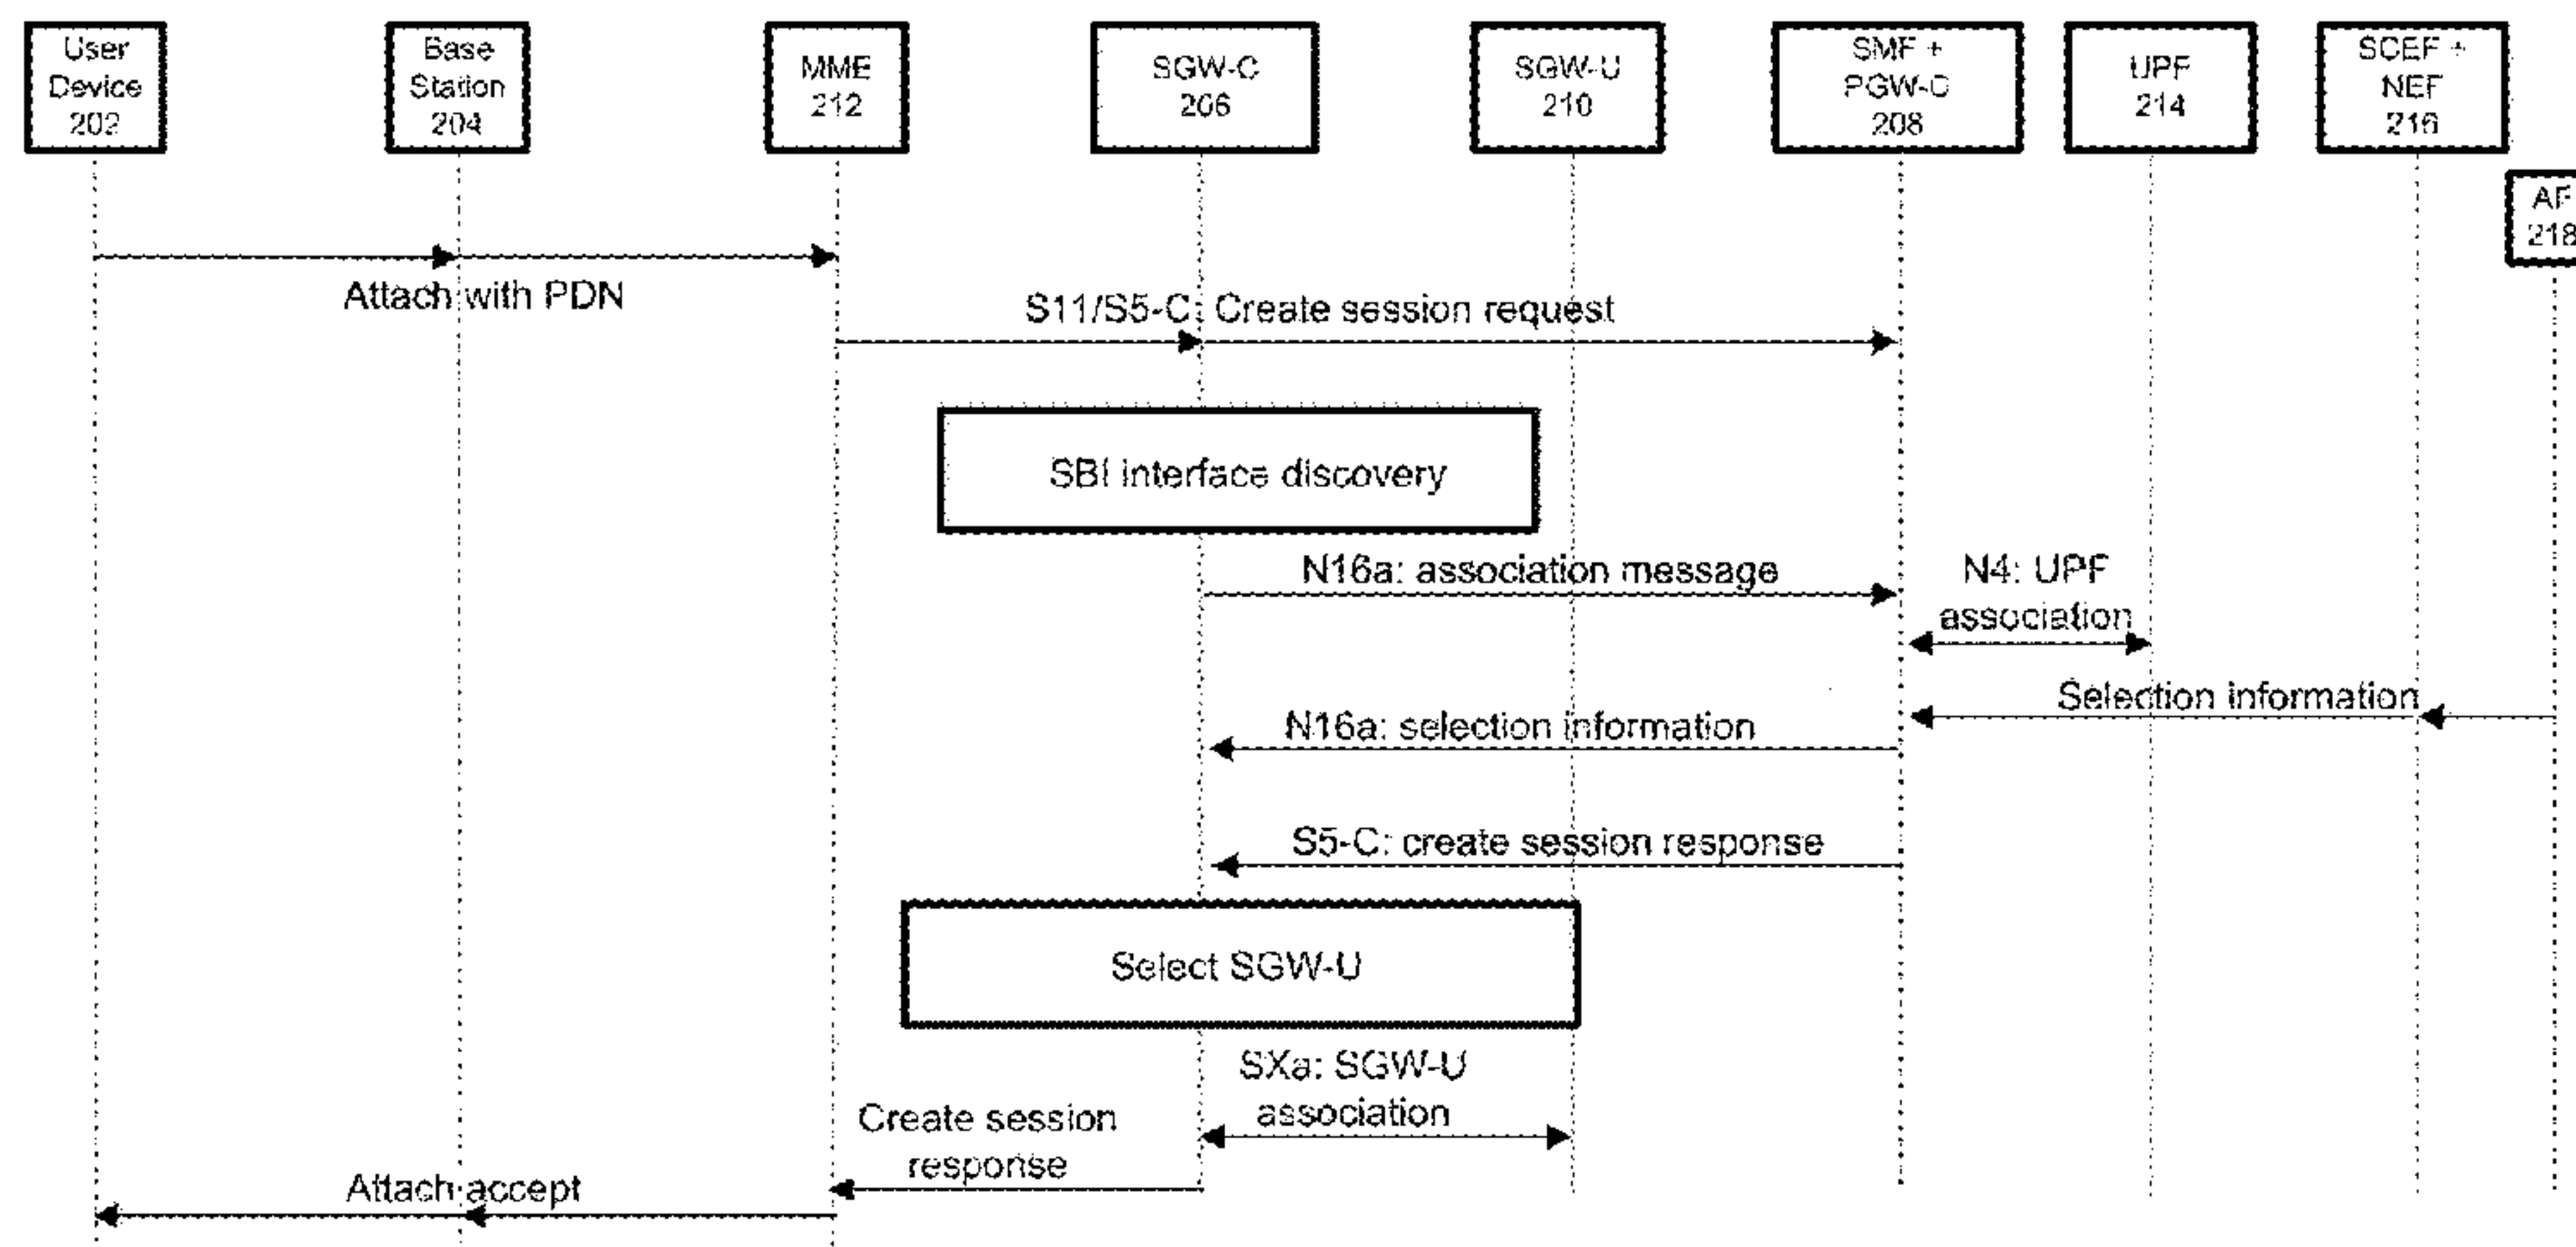 User
Device
202
Base
Station
204
MME
212
SGW-C
206
SGW-U
210
SMF +
PGW-C
208
UPF
214
SCEF +
NEF
216
AF
218
Attach with PDN
S11/S5-C: Create session request
SBI interface discovery
N16a: association message
N4: UPF
association
Selection information
N16a: selection information
S5-C: create session response
Select SGW-U
SXa: SGW-U
association
Create session
response
Attach accept